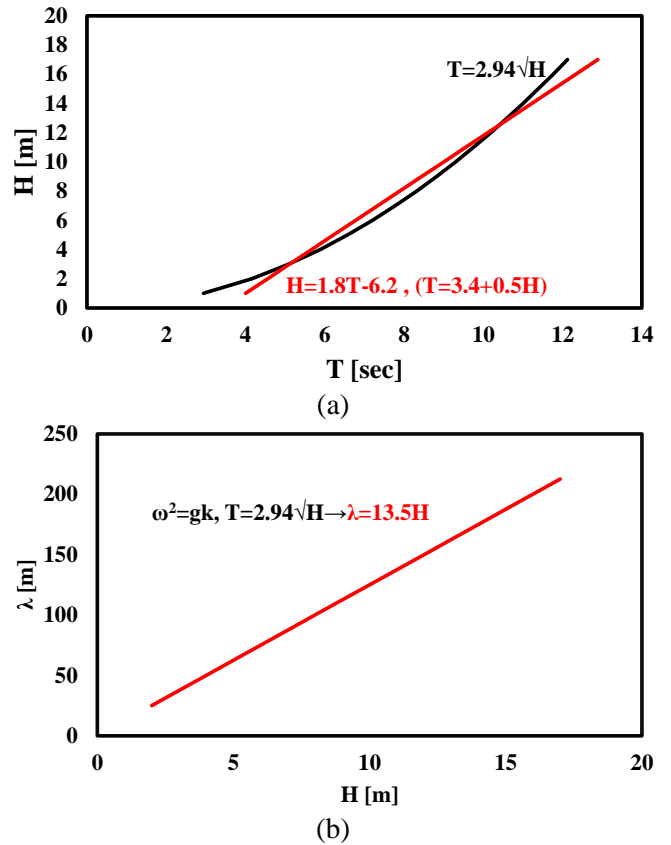 20
18
16
14
12
10
8
6
4
2
0
H [m]
T=2.94√H
H=1.8T-6.2 , (T=3.4+0.5H)
0 2 4 6 8 10 12 14
T [sec]
(a)
250
200
150
100
50
0
λ [m]
ω²=gk, T=2.94√H→λ=13.5H
0 5 10 15 20
H [m]
(b)